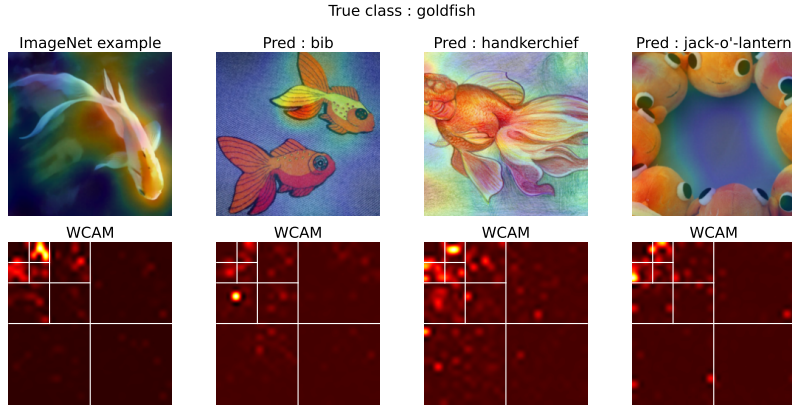 True class : goldfish
ImageNet example
Pred : bib
Pred : handkerchief
Pred : jack-o'-lantern
WCAM
WCAM
WCAM
WCAM